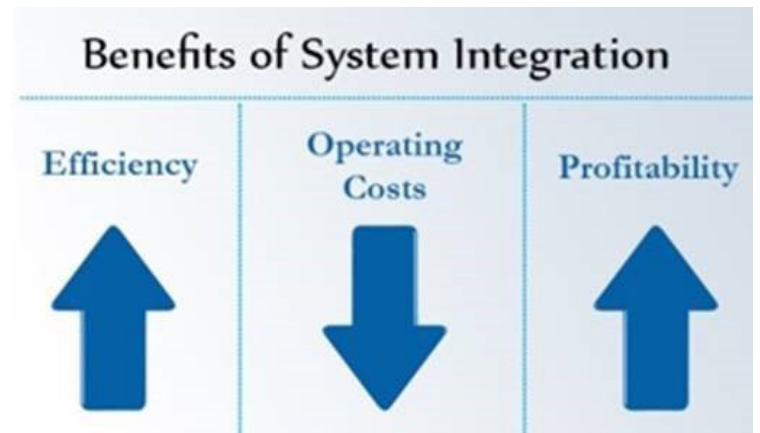 Benefits of System Integration
Efficiency
Operating
Costs
Profitability